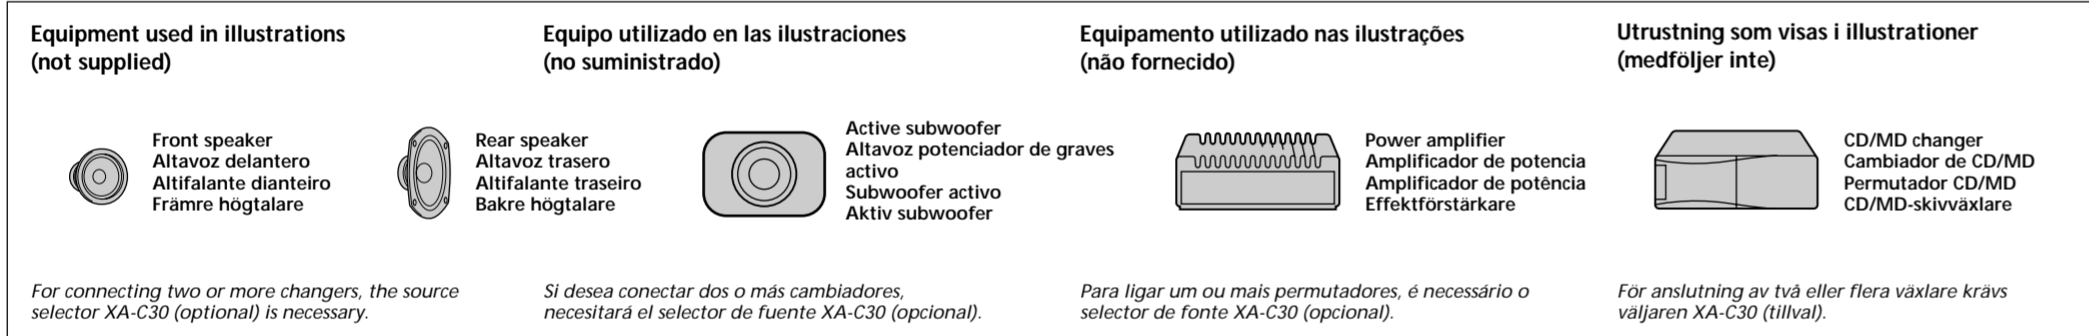 Equipment used in illustrations
(not supplied)
Equipo utilizado en las ilustraciones
(no suministrado)
Equipamento utilizado nas ilustrações
(não fornecido)
Utrustning som visas i illustrationer
(medföljer inte)
Front speaker
Altavoz delantero
Altifalante dianteiro
Främre högtalare
Rear speaker
Altavoz trasero
Altifalante traseiro
Bakre högtalare
Active subwoofer
Altavoz potenciador de graves
activo
Subwoofer activo
Aktiv subwoofer
Power amplifier
Amplificador de potencia
Amplificador de potência
Effektförstärkare
CD/MD changer
Cambiador de CD/MD
Permutador CD/MD
CD/MD-skivväxlare
For connecting two or more changers, the source
selector XA-C30 (optional) is necessary.
Si desea conectar dos o más cambiadores,
necesitará el selector de fuente XA-C30 (opcional).
Para ligar um ou mais permutadores, é necessário o
selector de fonte XA-C30 (opcional).
För anslutning av två eller flera växlare krävs
väljaren XA-C30 (tillval).